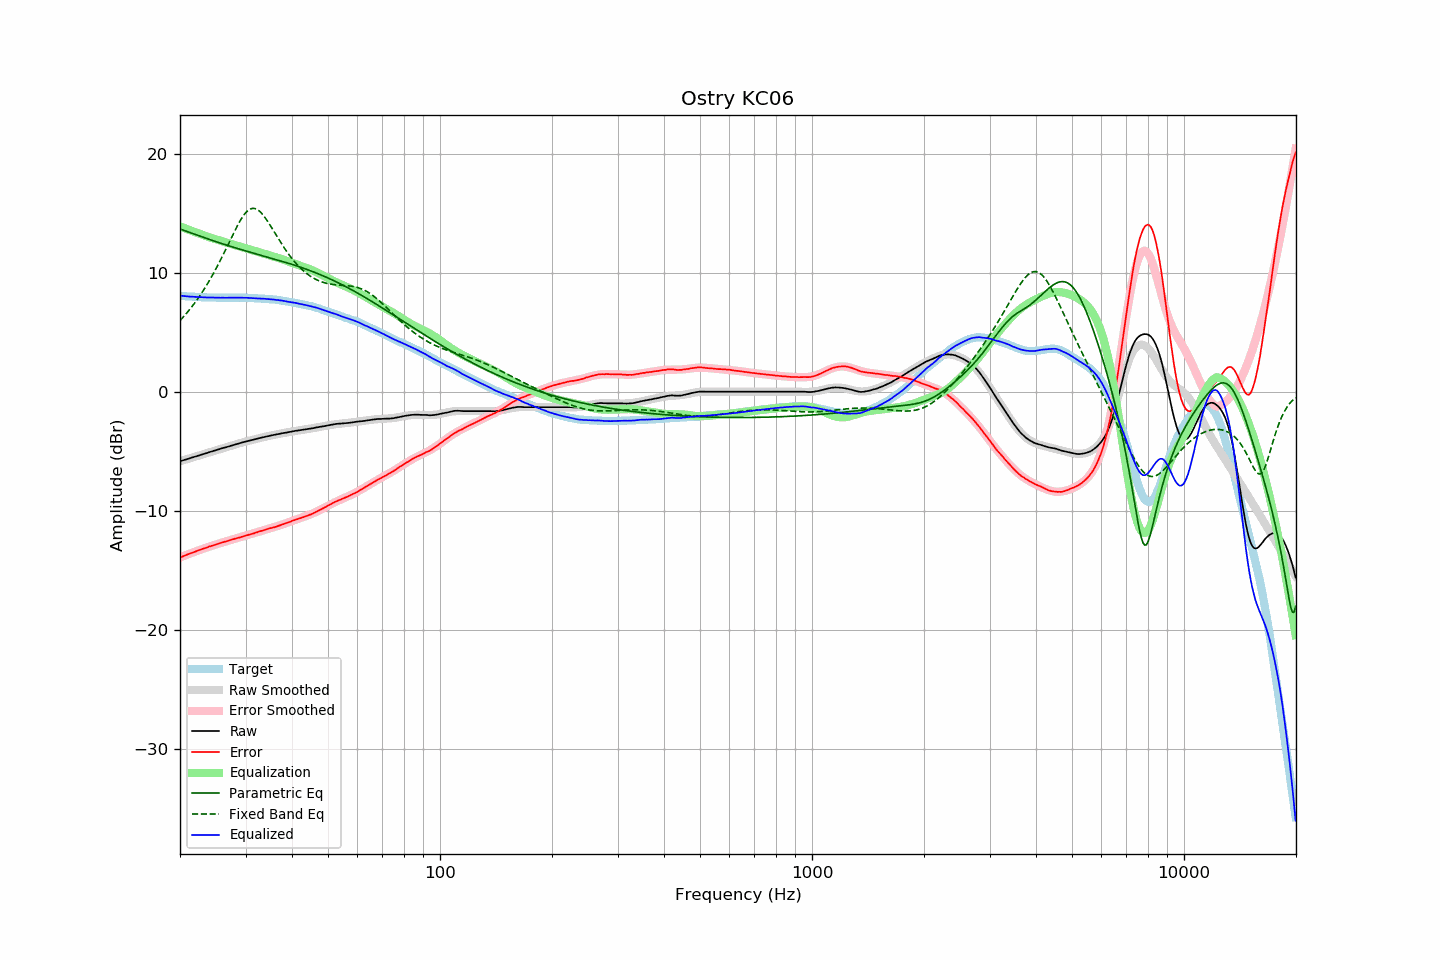 Ostry KC06
20
10
0
−10
−20
−30
Amplitude (dBr)
Target
Raw Smoothed
Error Smoothed
Raw
Error
Equalization
Parametric Eq
Fixed Band Eq
Equalized
100
1000
10000
Frequency (Hz)